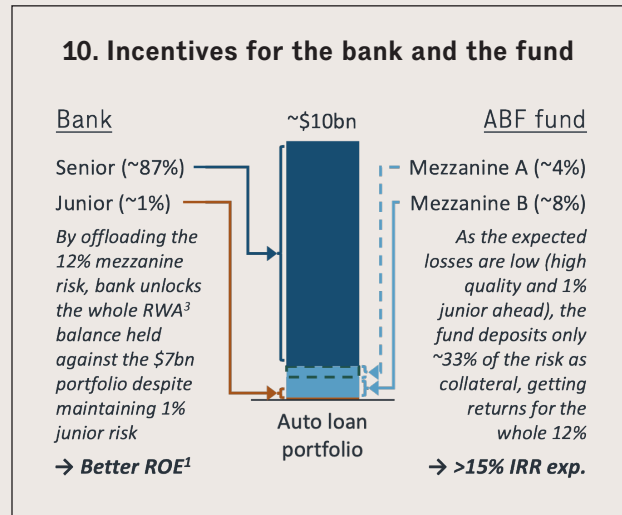 10. Incentives for the bank and the fund
Bank
Senior (~87%)
Junior (~1%)
By offloading the
12% mezzanine
risk, bank unlocks
the whole RWA³
balance held
against the $7bn
portfolio despite
maintaining 1%
junior risk
→ Better ROE¹
~$10bn
Auto loan
portfolio
ABF fund
Mezzanine A (~4%)
Mezzanine B (~8%)
As the expected
losses are low (high
quality and 1%
junior ahead), the
fund deposits only
~33% of the risk as
collateral, getting
returns for the
whole 12%
→ >15% IRR exp.